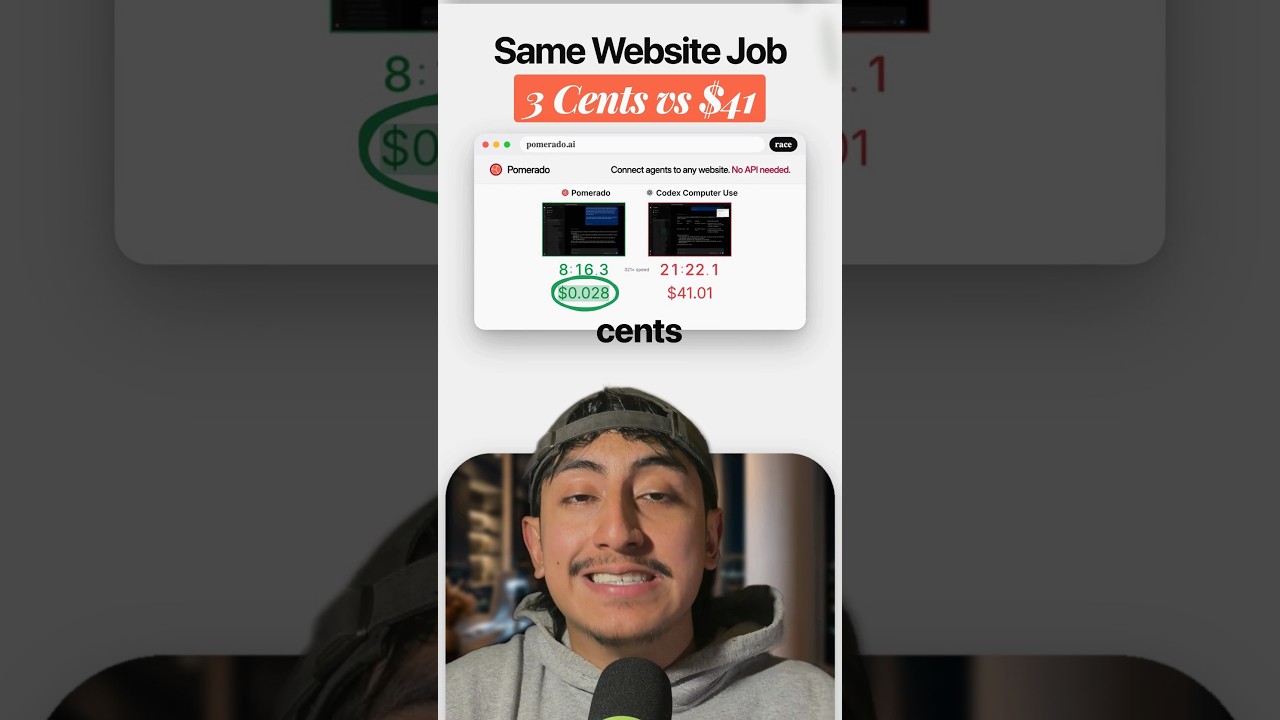 Same Website Job
3 Cents vs $41
pomerado.ai
race
Pomerado
Connect agents to any website. No API needed.
Pomerado
Codex Computer Use
8:16.3
21:22.1
$0.028
$41.01
cents